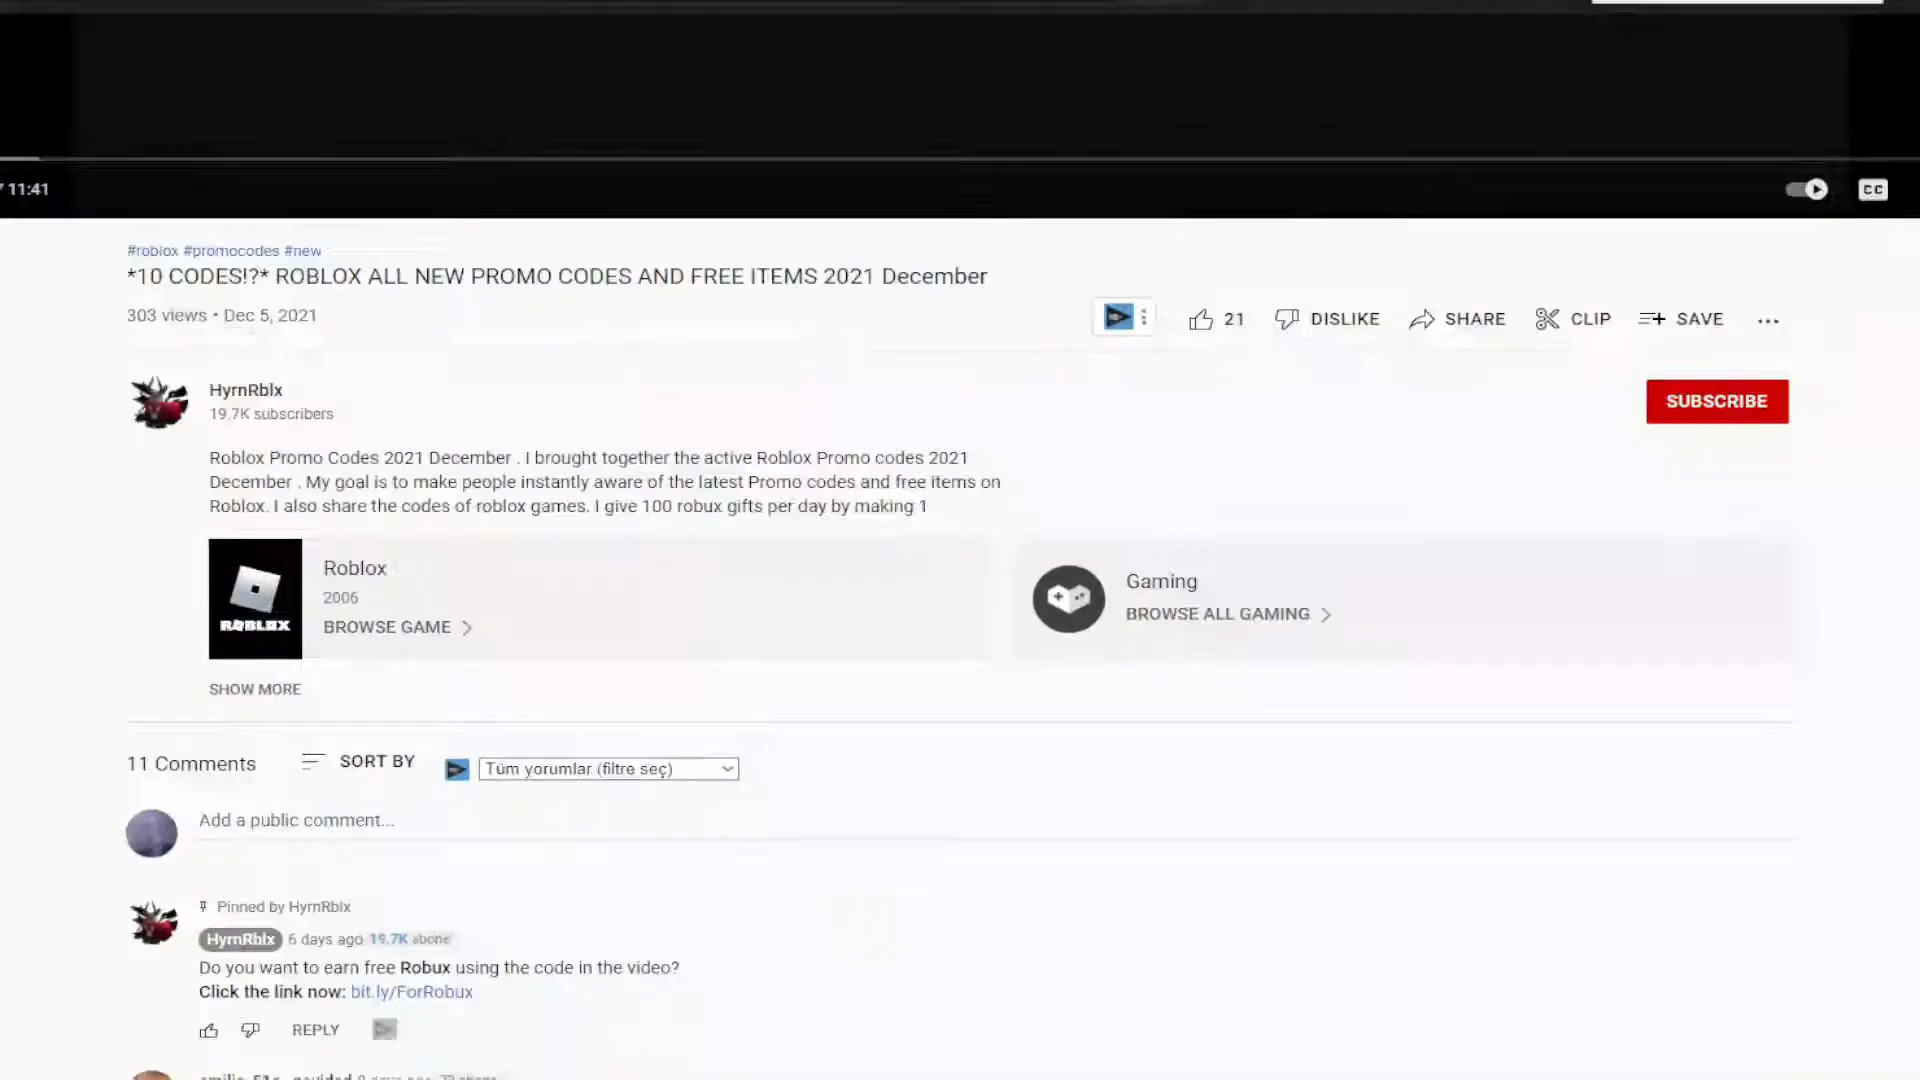 11:41
CC
#roblox #promocodes #new
*10 CODES!?* ROBLOX ALL NEW PROMO CODES AND FREE ITEMS 2021 December
303 views • Dec 5, 2021
21 DISLIKE SHARE CLIP SAVE ...
HyrnRblx
19.7K subscribers
SUBSCRIBE
Roblox Promo Codes 2021 December . I brought together the active Roblox Promo codes 2021
December . My goal is to make people instantly aware of the latest Promo codes and free items on
Roblox. I also share the codes of roblox games. I give 100 robux gifts per day by making 1
ROBLOX
Roblox
2006
BROWSE GAME
Gaming
BROWSE ALL GAMING
SHOW MORE
11 Comments SORT BY Tüm yorumlar (filtre seç)
Add a public comment...
Pinned by HyrnRblx
HyrnRblx 6 days ago 19.7K abone
Do you want to earn free Robux using the code in the video?
Click the link now: bit.ly/ForRobux
REPLY